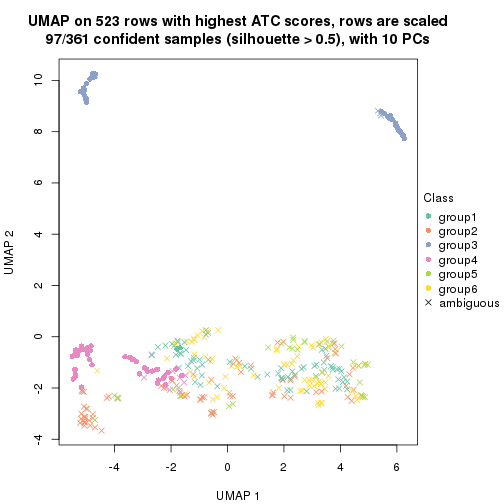 UMAP on 523 rows with highest ATC scores, rows are scaled
97/361 confident samples (silhouette > 0.5), with 10 PCs
10
8
6
4
2
0
-2
-4
UMAP 2
-4
-2
0
2
4
6
UMAP 1
Class
group1
group2
group3
group4
group5
group6
ambiguous